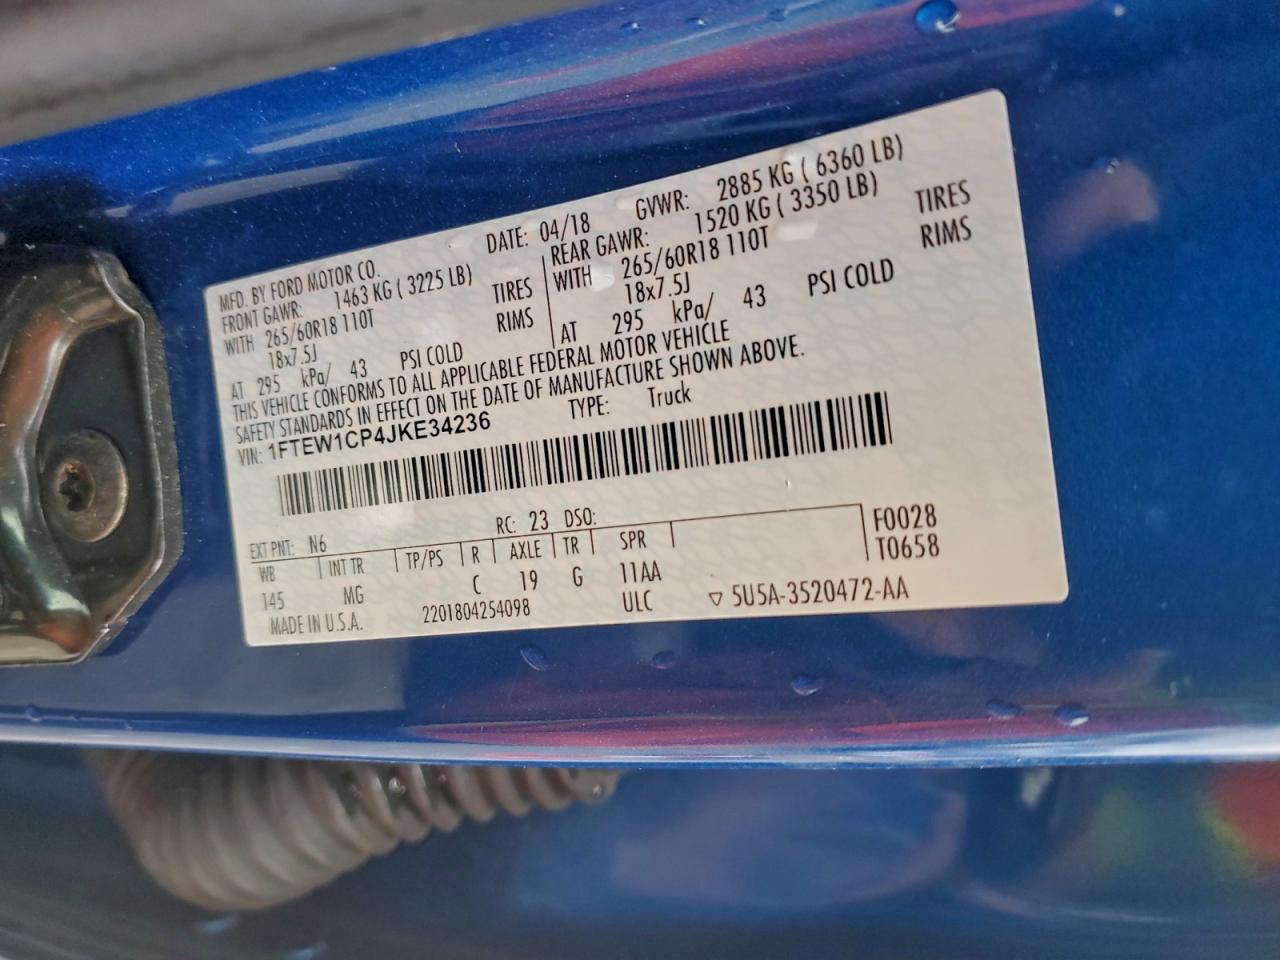 MFD. BY FORD MOTOR CO. DATE: 04/18 GVWR: 2885 KG ( 6360 LB)
FRONT GAWR: 1463 KG ( 3225 LB) REAR GAWR: 1520 KG ( 3350 LB)
WITH 265/60R18 110T TIRES WITH 265/60R18 110T TIRES
18x7.5J RIMS 18x7.5J RIMS
AT 295 kPa/ 43 PSI COLD AT 295 kPa/ 43 PSI COLD
THIS VEHICLE CONFORMS TO ALL APPLICABLE FEDERAL MOTOR VEHICLE
SAFETY STANDARDS IN EFFECT ON THE DATE OF MANUFACTURE SHOWN ABOVE.
VIN: 1FTEW1CP4JKE34236 TYPE: Truck
EXT PNT: N6 RC: 23 DSO: F0028
WB INT TR TP/PS R AXLE TR SPR T0658
145 MG C 19 G 11AA
MADE IN U.S.A. 2201804254098 ULC ▽ 5U5A-3520472-AA